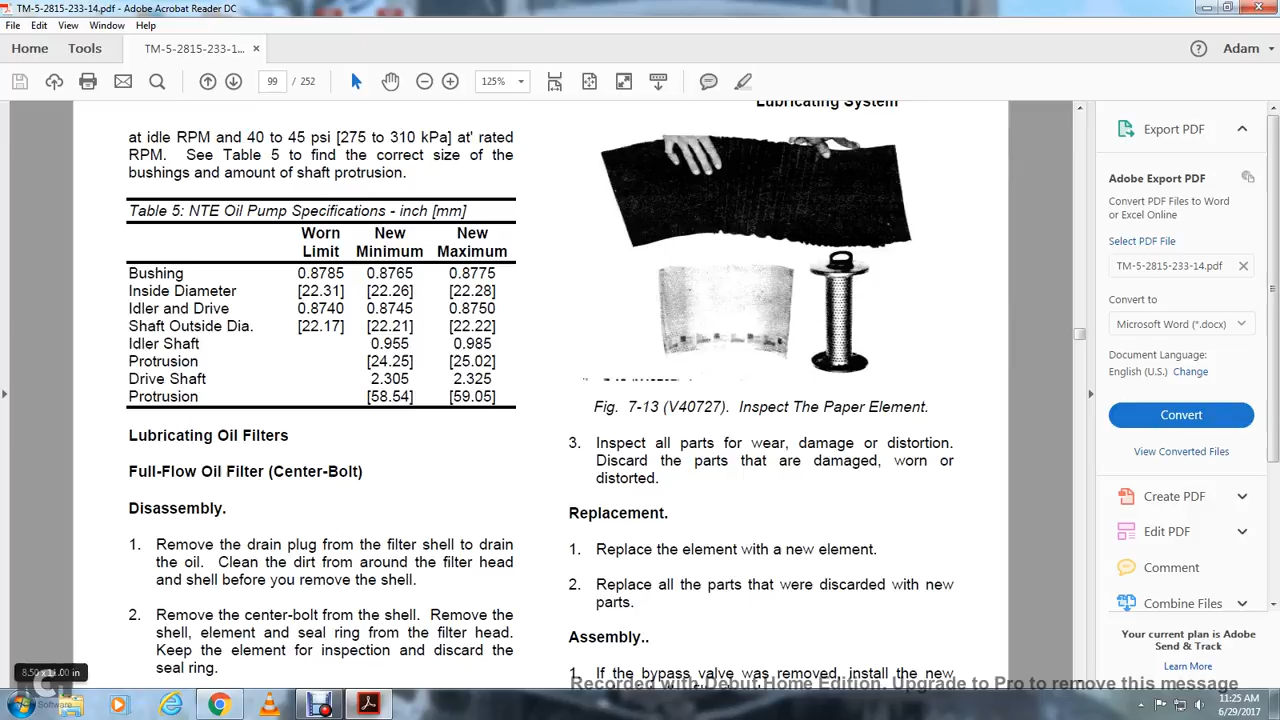 TM-5-2815-233-14.pdf - Adobe Acrobat Reader DC
File Edit View Window Help
Home Tools TM-5-2815-233-1... × Adam
99 / 252 125%
Lubricating System
at idle RPM and 40 to 45 psi [275 to 310 kPa] at' rated
RPM. See Table 5 to find the correct size of the
bushings and amount of shaft protrusion.
Table 5: NTE Oil Pump Specifications - inch [mm]
Worn New New
Limit Minimum Maximum
Bushing 0.8785 0.8765 0.8775
Inside Diameter [22.31] [22.26] [22.28]
Idler and Drive 0.8740 0.8745 0.8750
Shaft Outside Dia. [22.17] [22.21] [22.22]
Idler Shaft 0.955 0.985
Protrusion [24.25] [25.02]
Drive Shaft 2.305 2.325
Protrusion [58.54] [59.05]
Lubricating Oil Filters
Full-Flow Oil Filter (Center-Bolt)
Disassembly.
1. Remove the drain plug from the filter shell to drain
the oil. Clean the dirt from around the filter head
and shell before you remove the shell.
2. Remove the center-bolt from the shell. Remove the
shell, element and seal ring from the filter head.
Keep the element for inspection and discard the
seal ring.
Fig. 7-13 (V40727). Inspect The Paper Element.
3. Inspect all parts for wear, damage or distortion.
Discard the parts that are damaged, worn or
distorted.
Replacement.
1. Replace the element with a new element.
2. Replace all the parts that were discarded with new
parts.
Assembly..
1. If the bypass valve was removed, install the new
Export PDF
Adobe Export PDF
Convert PDF Files to Word
or Excel Online
Select PDF File
TM-5-2815-233-14.pdf
Convert to
Microsoft Word (*.docx)
Document Language:
English (U.S.) Change
Convert
View Converted Files
Create PDF
Edit PDF
Comment
Combine Files
Your current plan is Adobe
Send & Track
Learn More
8.50 x 11.00 in
Recorded with Debut Home Edition. Upgrade to Pro to remove this message
Software
11:25 AM
6/29/2017